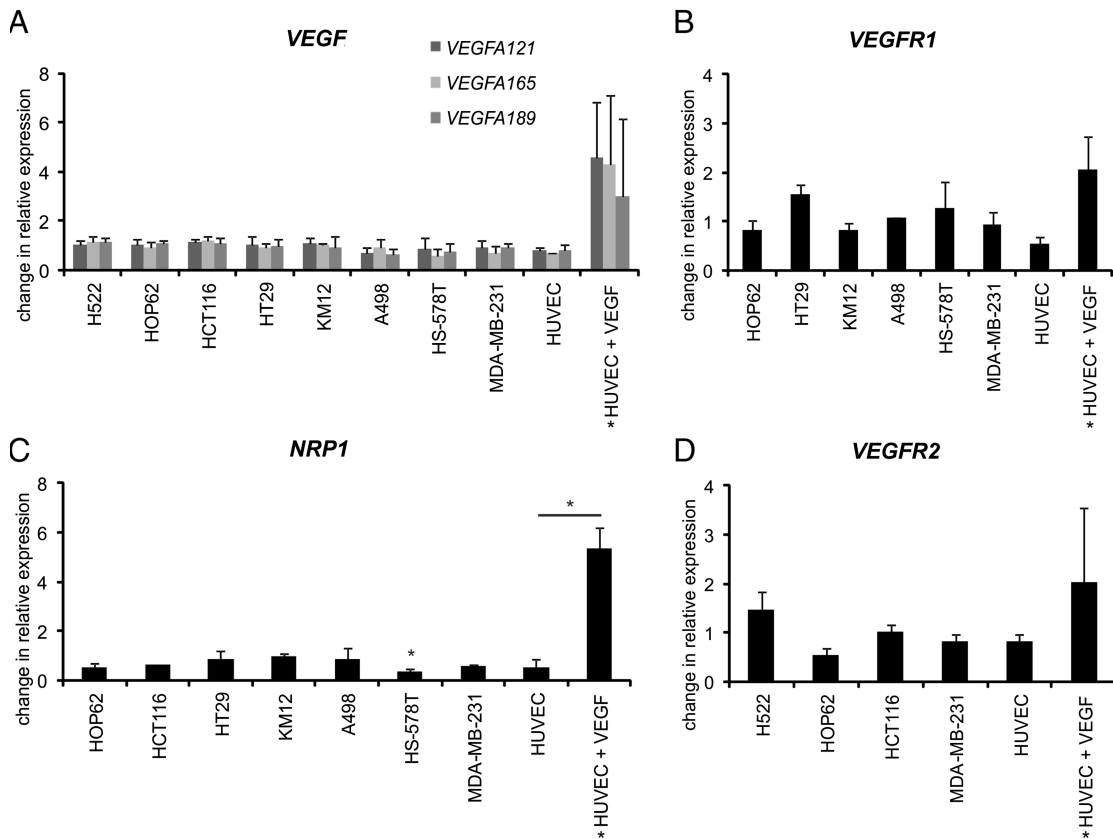 A
VEGF
VEGFA121
VEGFA165
VEGFA189
change in relative expression
8
6
4
2
0
H522
HOP62
HCT116
HT29
KM12
A498
HS-578T
MDA-MB-231
HUVEC
* HUVEC + VEGF
B
VEGFR1
change in relative expression
4
3
2
1
0
HOP62
HT29
KM12
A498
HS-578T
MDA-MB-231
HUVEC
* HUVEC + VEGF
C
NRP1
change in relative expression
8
6
4
2
0
*
*
HOP62
HCT116
HT29
KM12
A498
HS-578T
MDA-MB-231
HUVEC
* HUVEC + VEGF
D
VEGFR2
change in relative expression
4
3
2
1
0
H522
HOP62
HCT116
MDA-MB-231
HUVEC
* HUVEC + VEGF